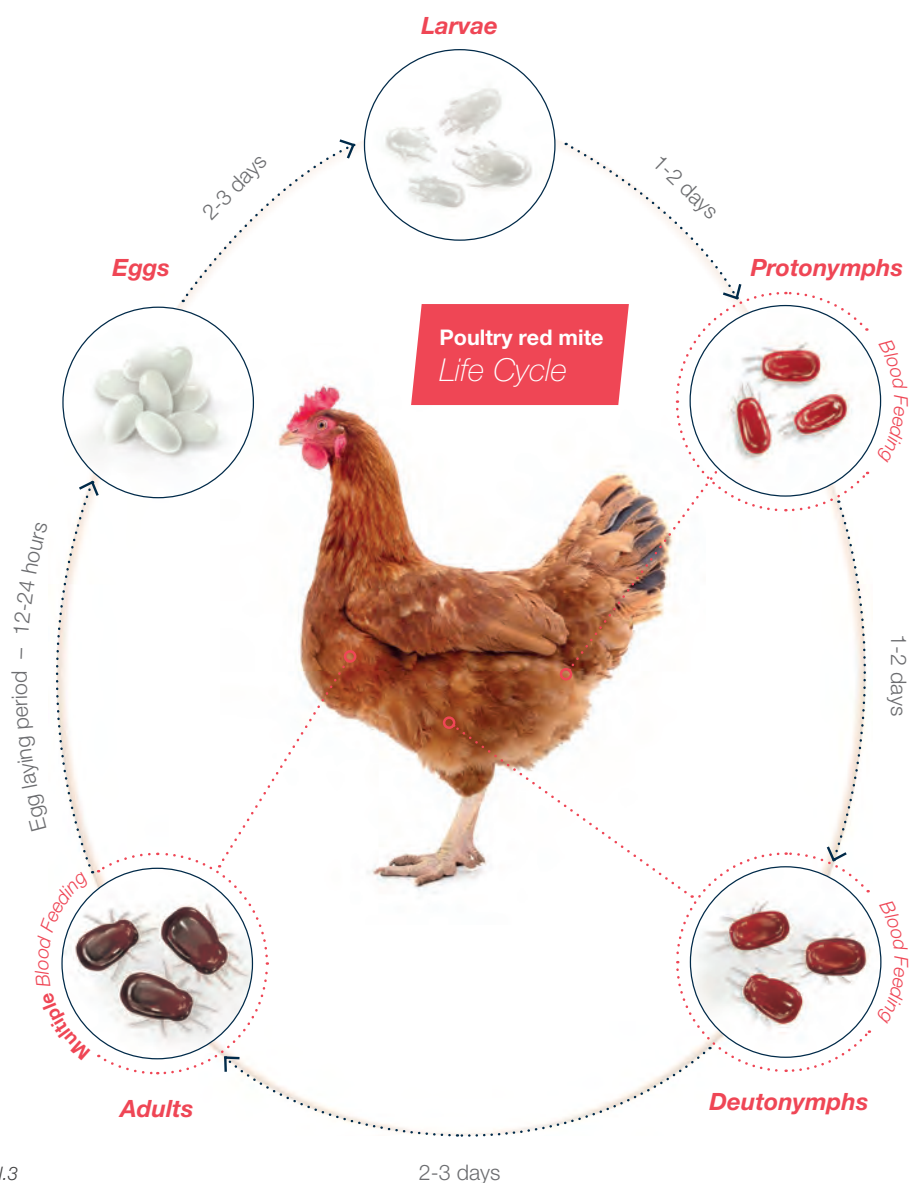 Larvae
2-3 days
1-2 days
Eggs
Protonymphs
Blood Feeding
Poultry red mite
Life Cycle
Egg laying period – 12-24 hours
1-2 days
Multiple Blood Feeding
Blood Feeding
Adults
Deutonymphs
2-3 days